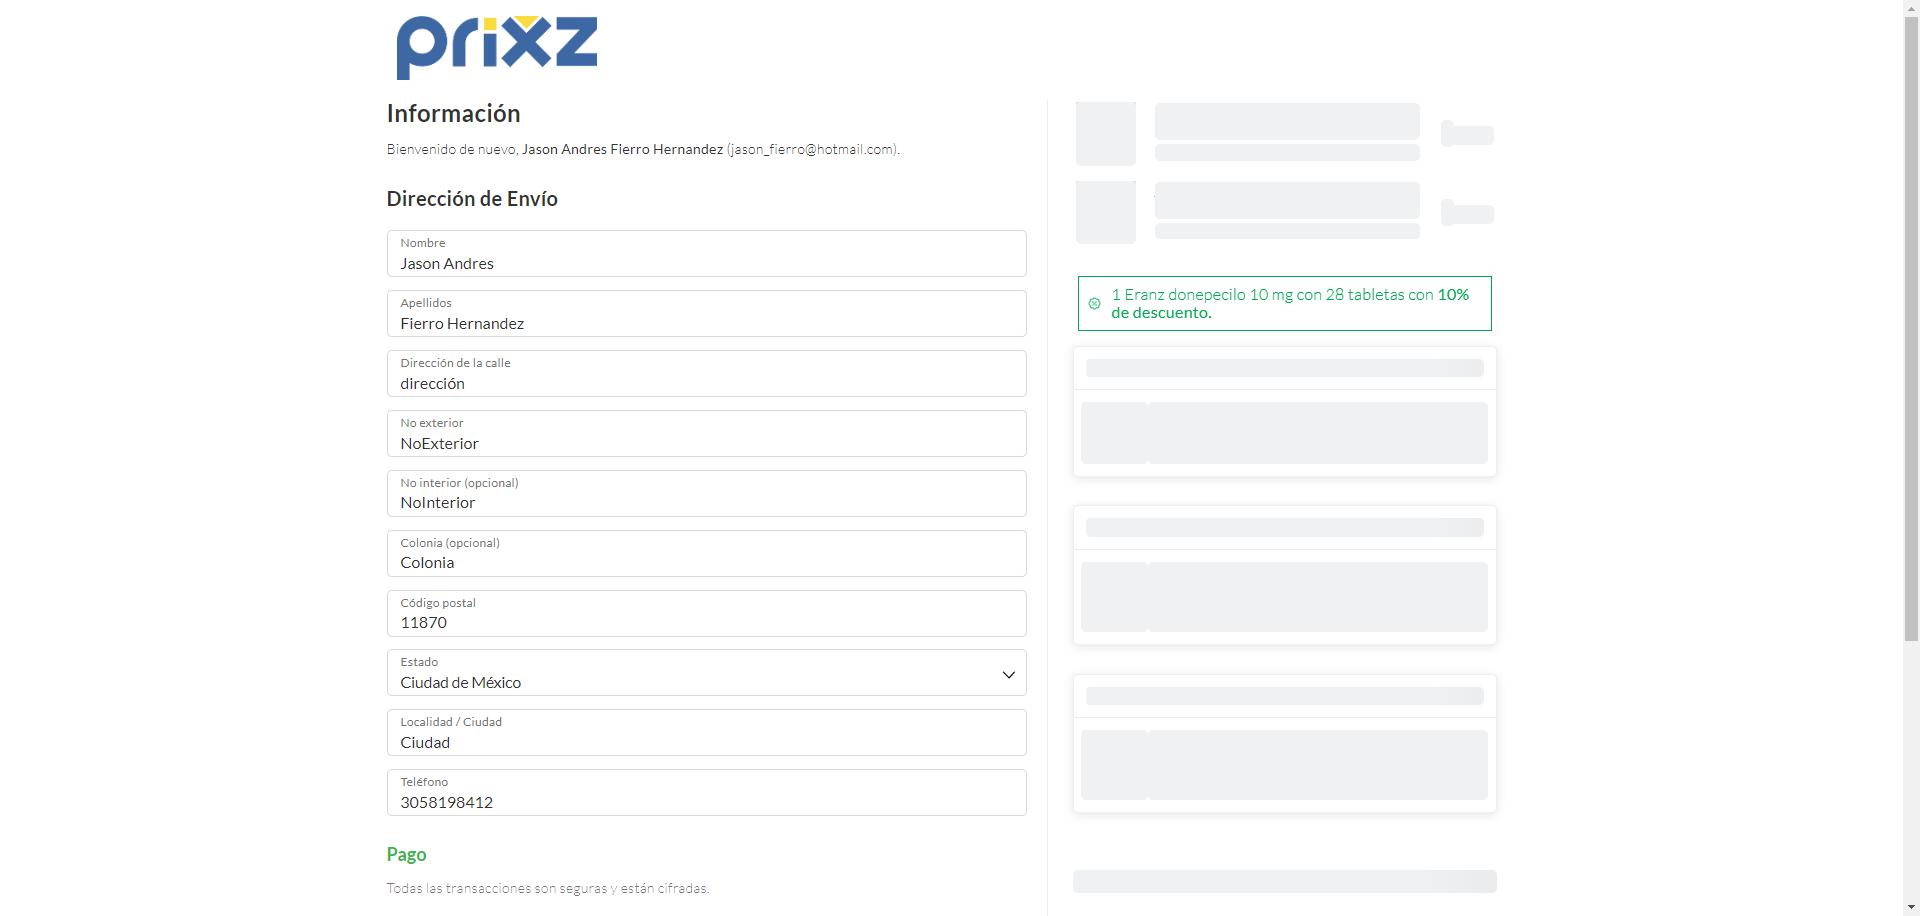 prixz
Información
Bienvenido de nuevo, Jason Andres Fierro Hernandez (jason_fierro@hotmail.com).
Dirección de Envío
Nombre
Jason Andres
Apellidos
Fierro Hernandez
Dirección de la calle
dirección
No exterior
NoExterior
No interior (opcional)
NoInterior
Colonia (opcional)
Colonia
Código postal
11870
Estado
Ciudad de México
Localidad / Ciudad
Ciudad
Teléfono
3058198412
Pago
Todas las transacciones son seguras y están cifradas.
1 Eranz donepecilo 10 mg con 28 tabletas con 10%
de descuento.